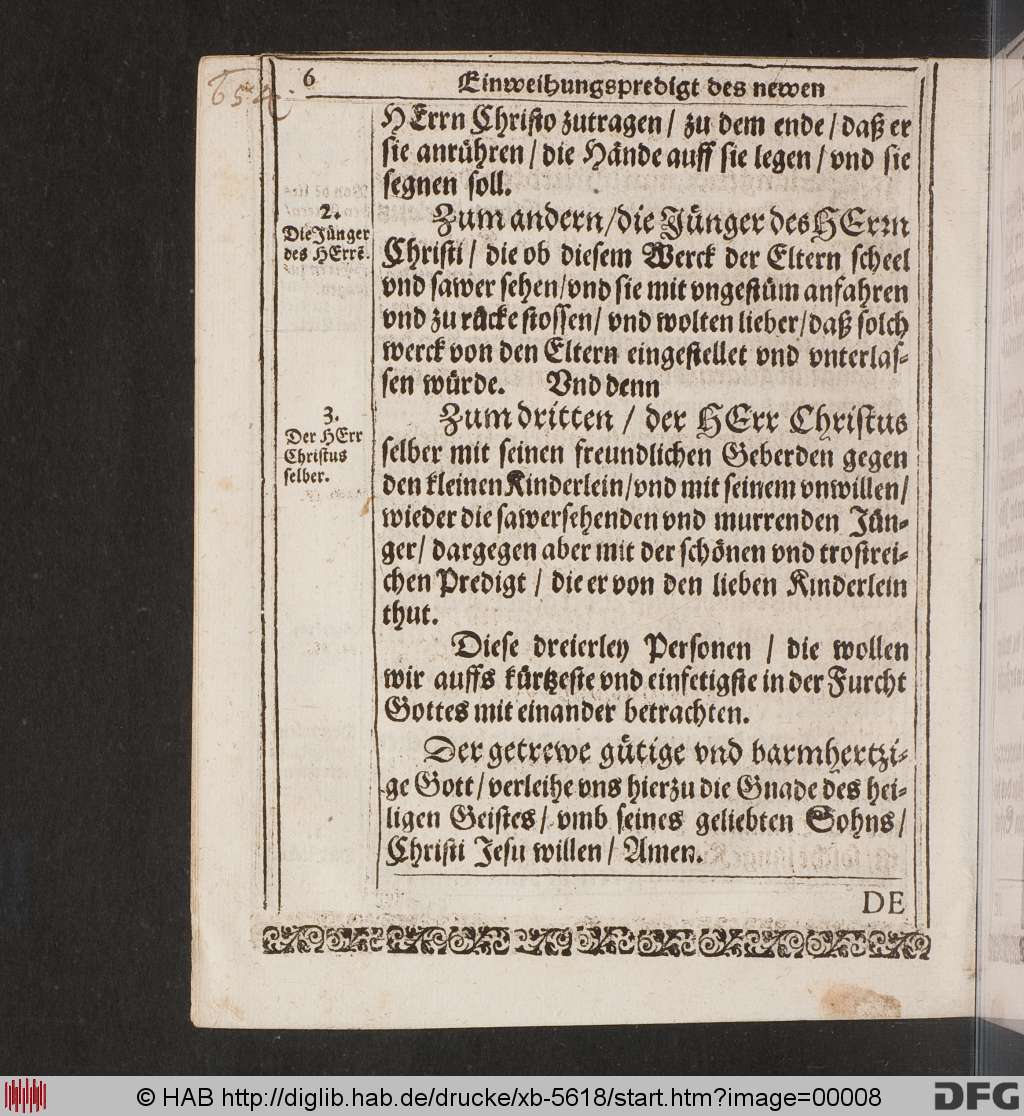 654.
6 Einweihungspredigt des newen
HErrn Christo zutragen / zu dem ende / daß er
sie anrühren / die Hände auff sie legen / vnd sie
segnen soll.
2.
Die Jünger
des HErrē.
Zum andern / die Jünger des HErrn
Christi / die ob diesem Werck der Eltern scheel
vnd sawer sehen / vnd sie mit vngestüm anfahren
vnd zu rücke stossen / vnd wolten lieber / daß solch
werck von den Eltern eingestellet vnd vnterlas-
sen würde. Vnd denn
3.
Der HErr
Christus
selber.
Zum dritten / der HErr Christus
selber mit seinen freundlichen Geberden gegen
den kleinen Kinderlein / vnd mit seinem vnwillen /
wieder die sawersehenden vnd murrenden Jün-
ger / dargegen aber mit der schönen vnd trostrei-
chen Predigt / die er von den lieben Kinderlein
thut.
Diese dreierley Personen / die wollen
wir auffs kürtzeste vnd einfetigste in der Furcht
Gottes mit einander betrachten.
Der getrewe gütige vnd barmhertzi-
ge Gott / verleihe vns hierzu die Gnade des hei-
ligen Geistes / vmb seines geliebten Sohns /
Christi Jesu willen / Amen.
DE
© HAB http://diglib.hab.de/drucke/xb-5618/start.htm?image=00008
DFG